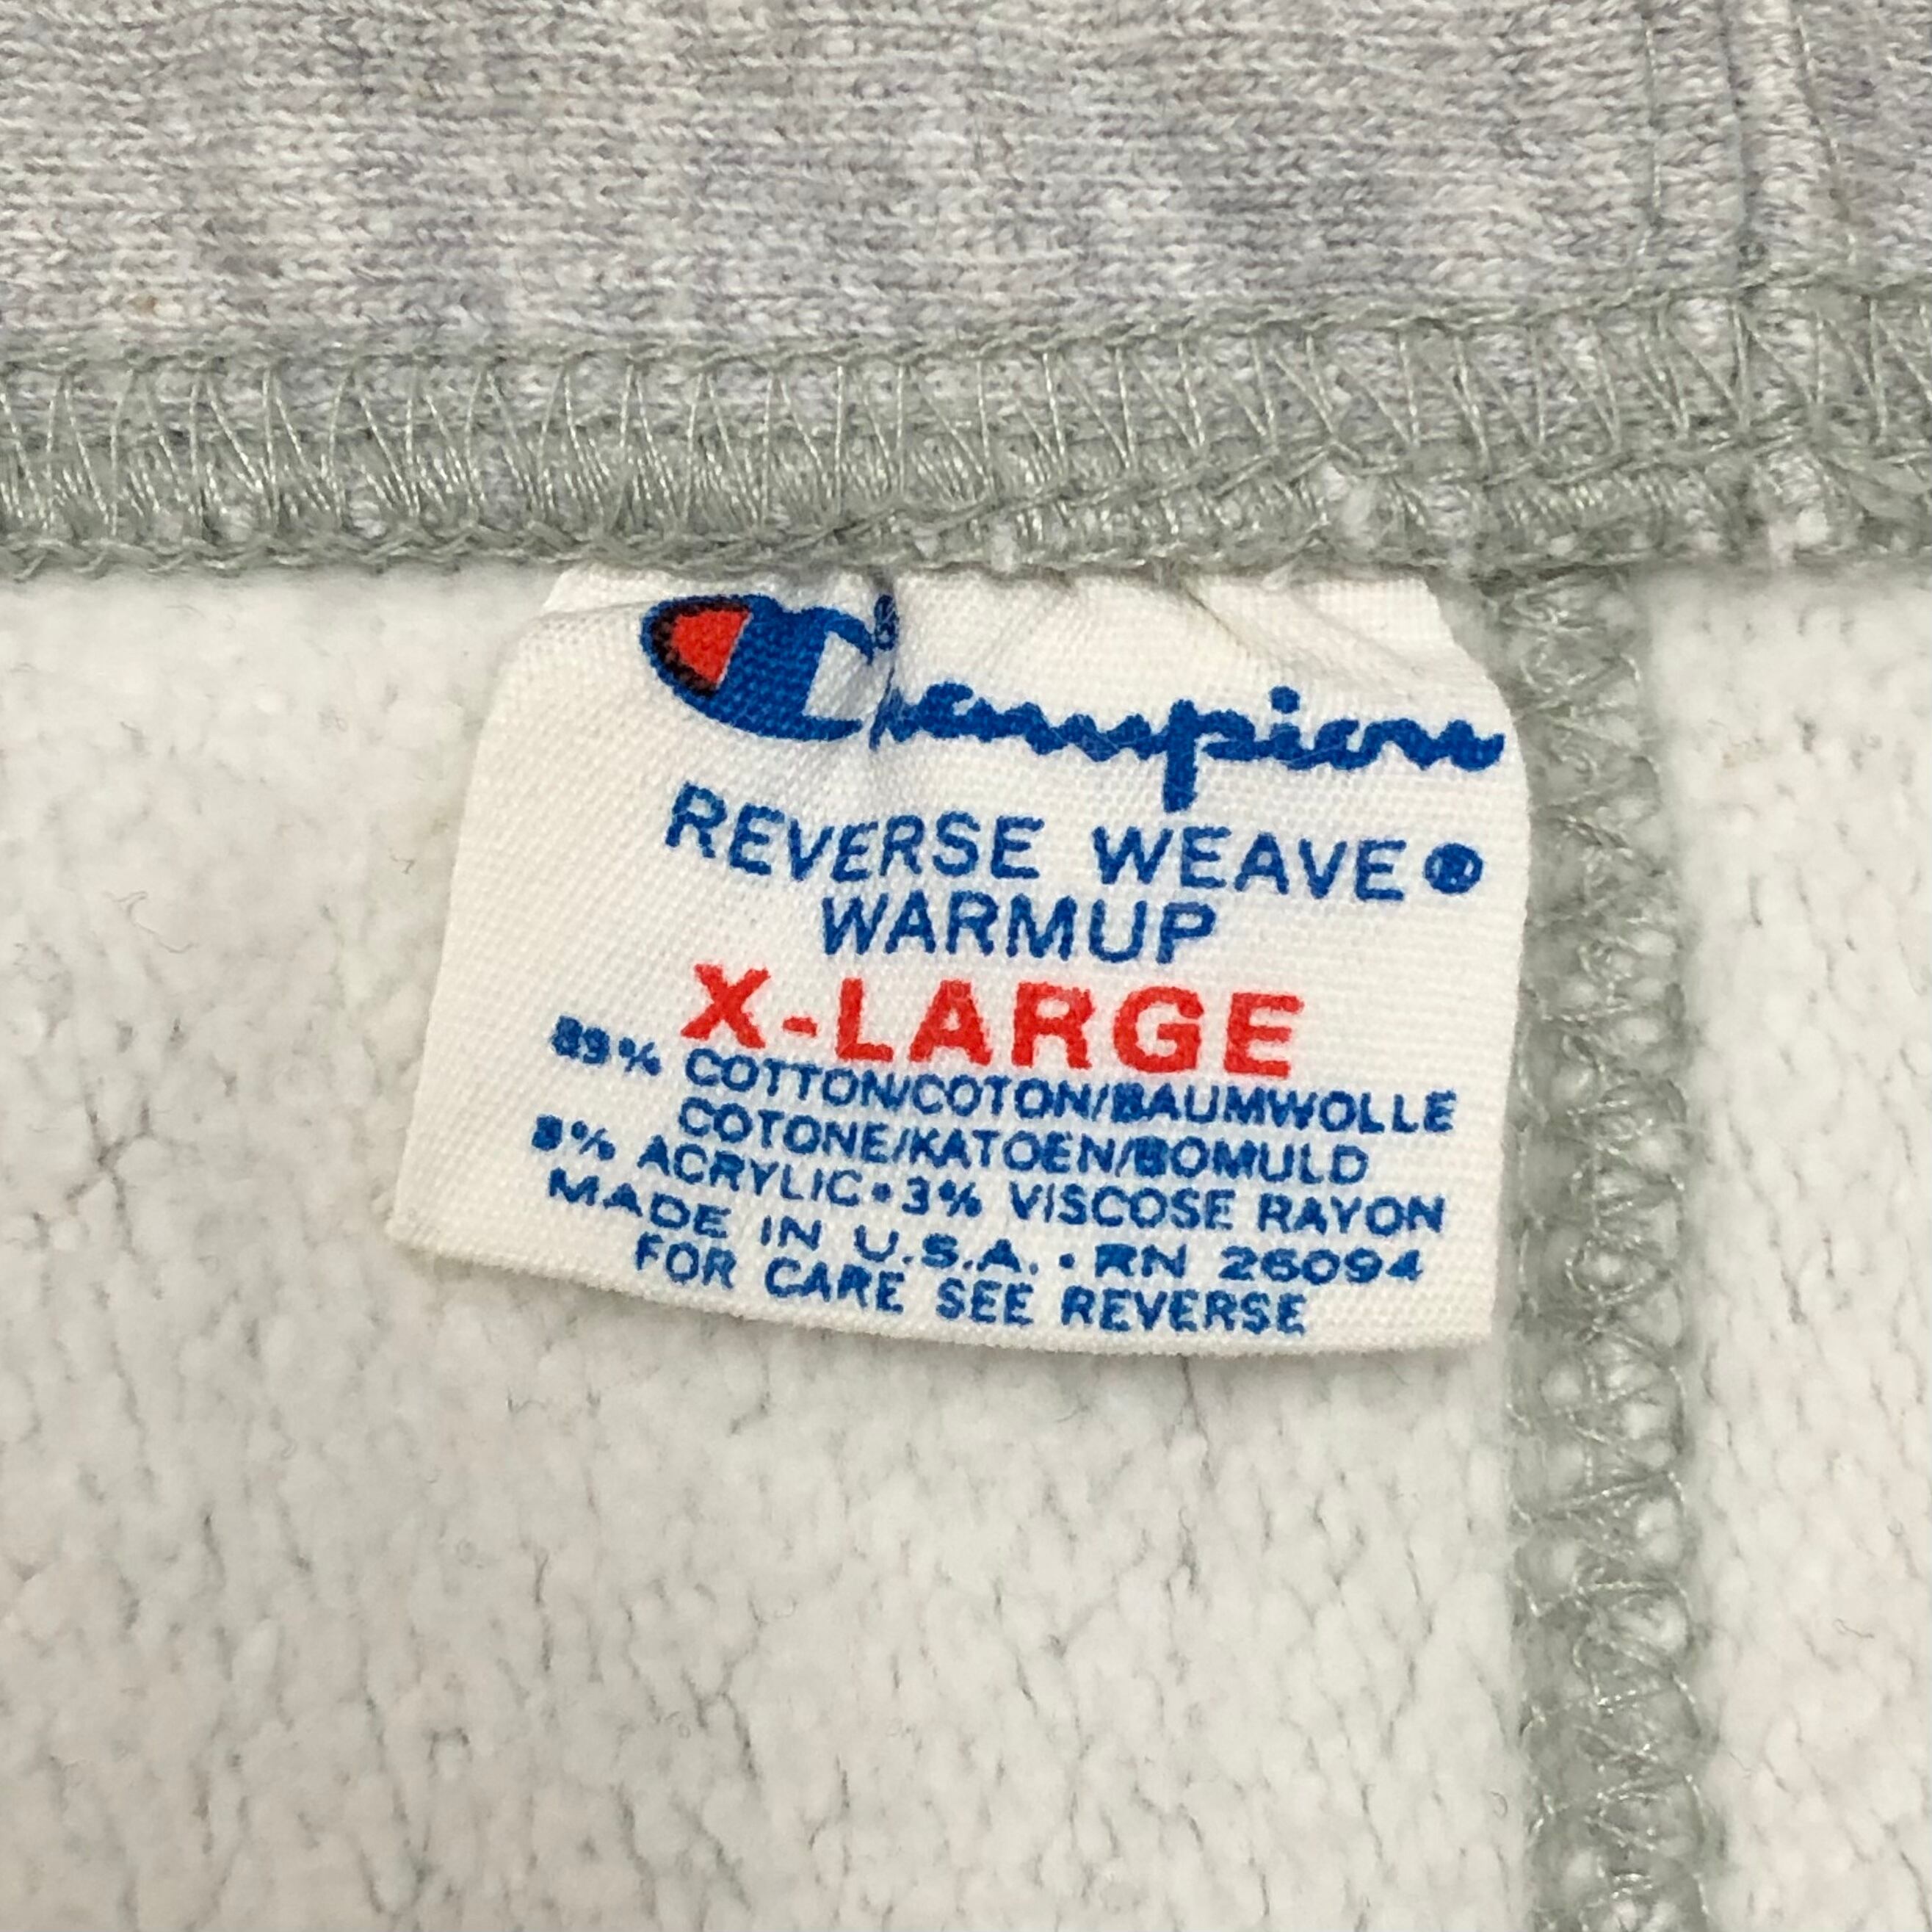 Champion
REVERSE WEAVE®
WARMUP
X-LARGE
89% COTTON/COTON/BAUMWOLLE
COTONE/KATOEN/BOMULD
8% ACRYLIC • 3% VISCOSE RAYON
MADE IN U.S.A. • RN 26094
FOR CARE SEE REVERSE